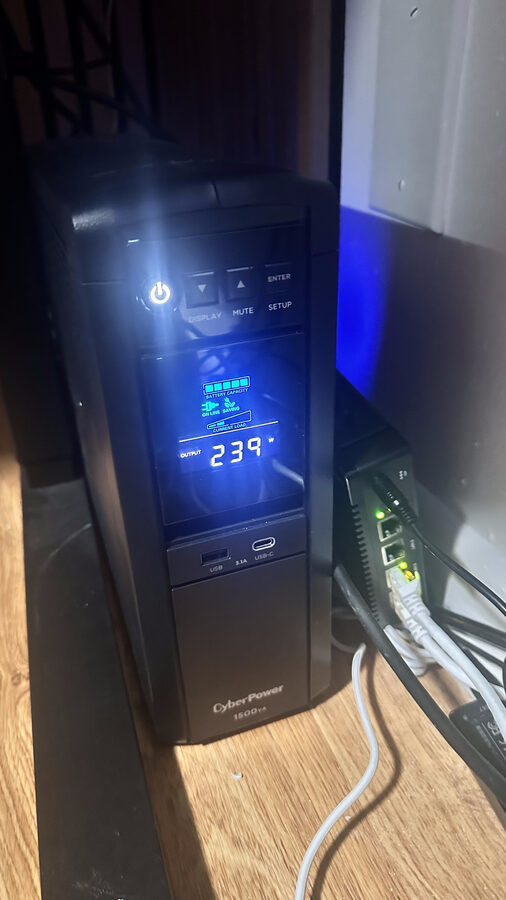 ENTER
DISPLAY MUTE SETUP
BATTERY CAPACITY
ON LINE SAVING
CURRENT LOAD
OUTPUT 239 W
USB 3.1A USB-C
CyberPower
1500VA